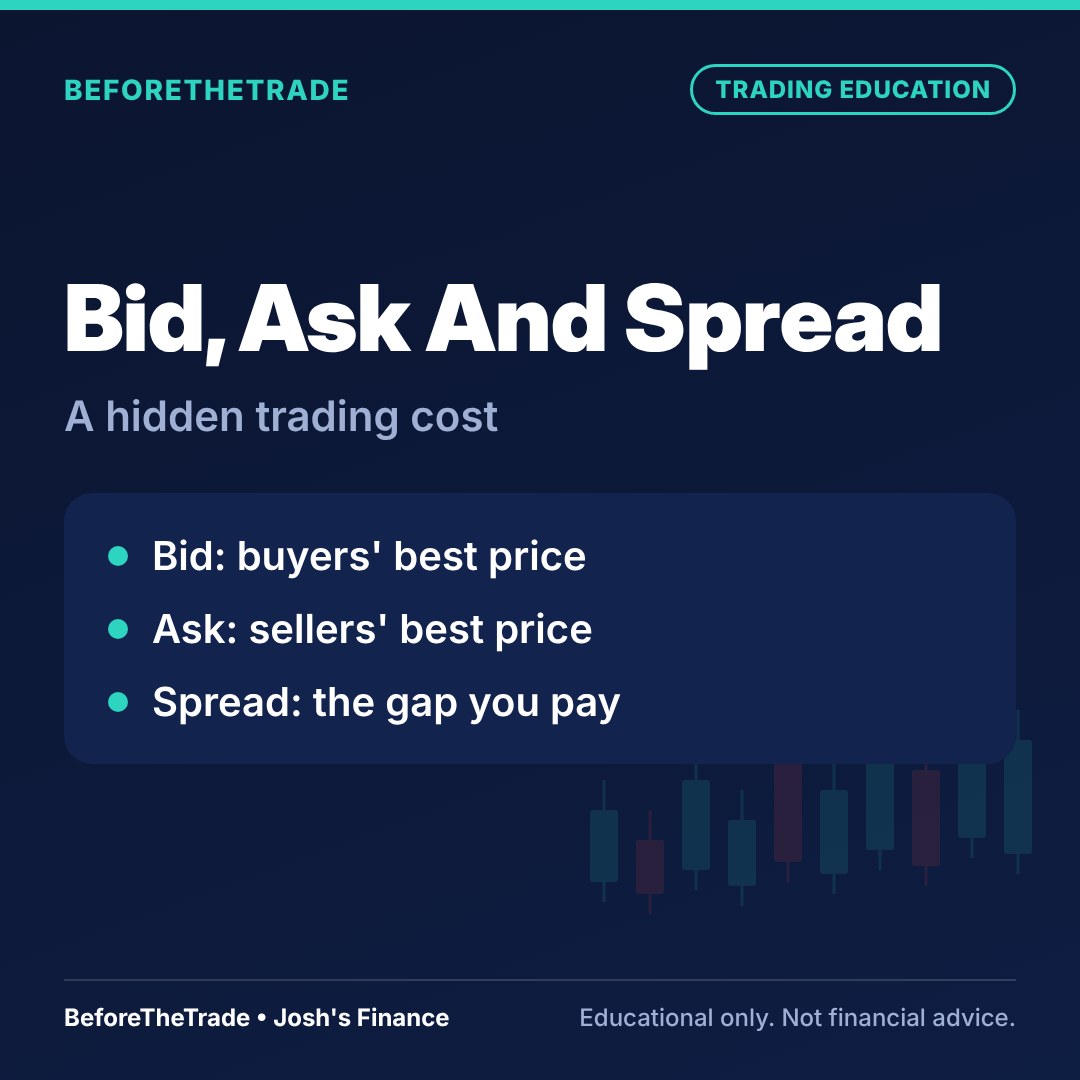 BEFORETHETRADE
TRADING EDUCATION
Bid, Ask And Spread
A hidden trading cost
Bid: buyers' best price
Ask: sellers' best price
Spread: the gap you pay
BeforeTheTrade • Josh's Finance
Educational only. Not financial advice.